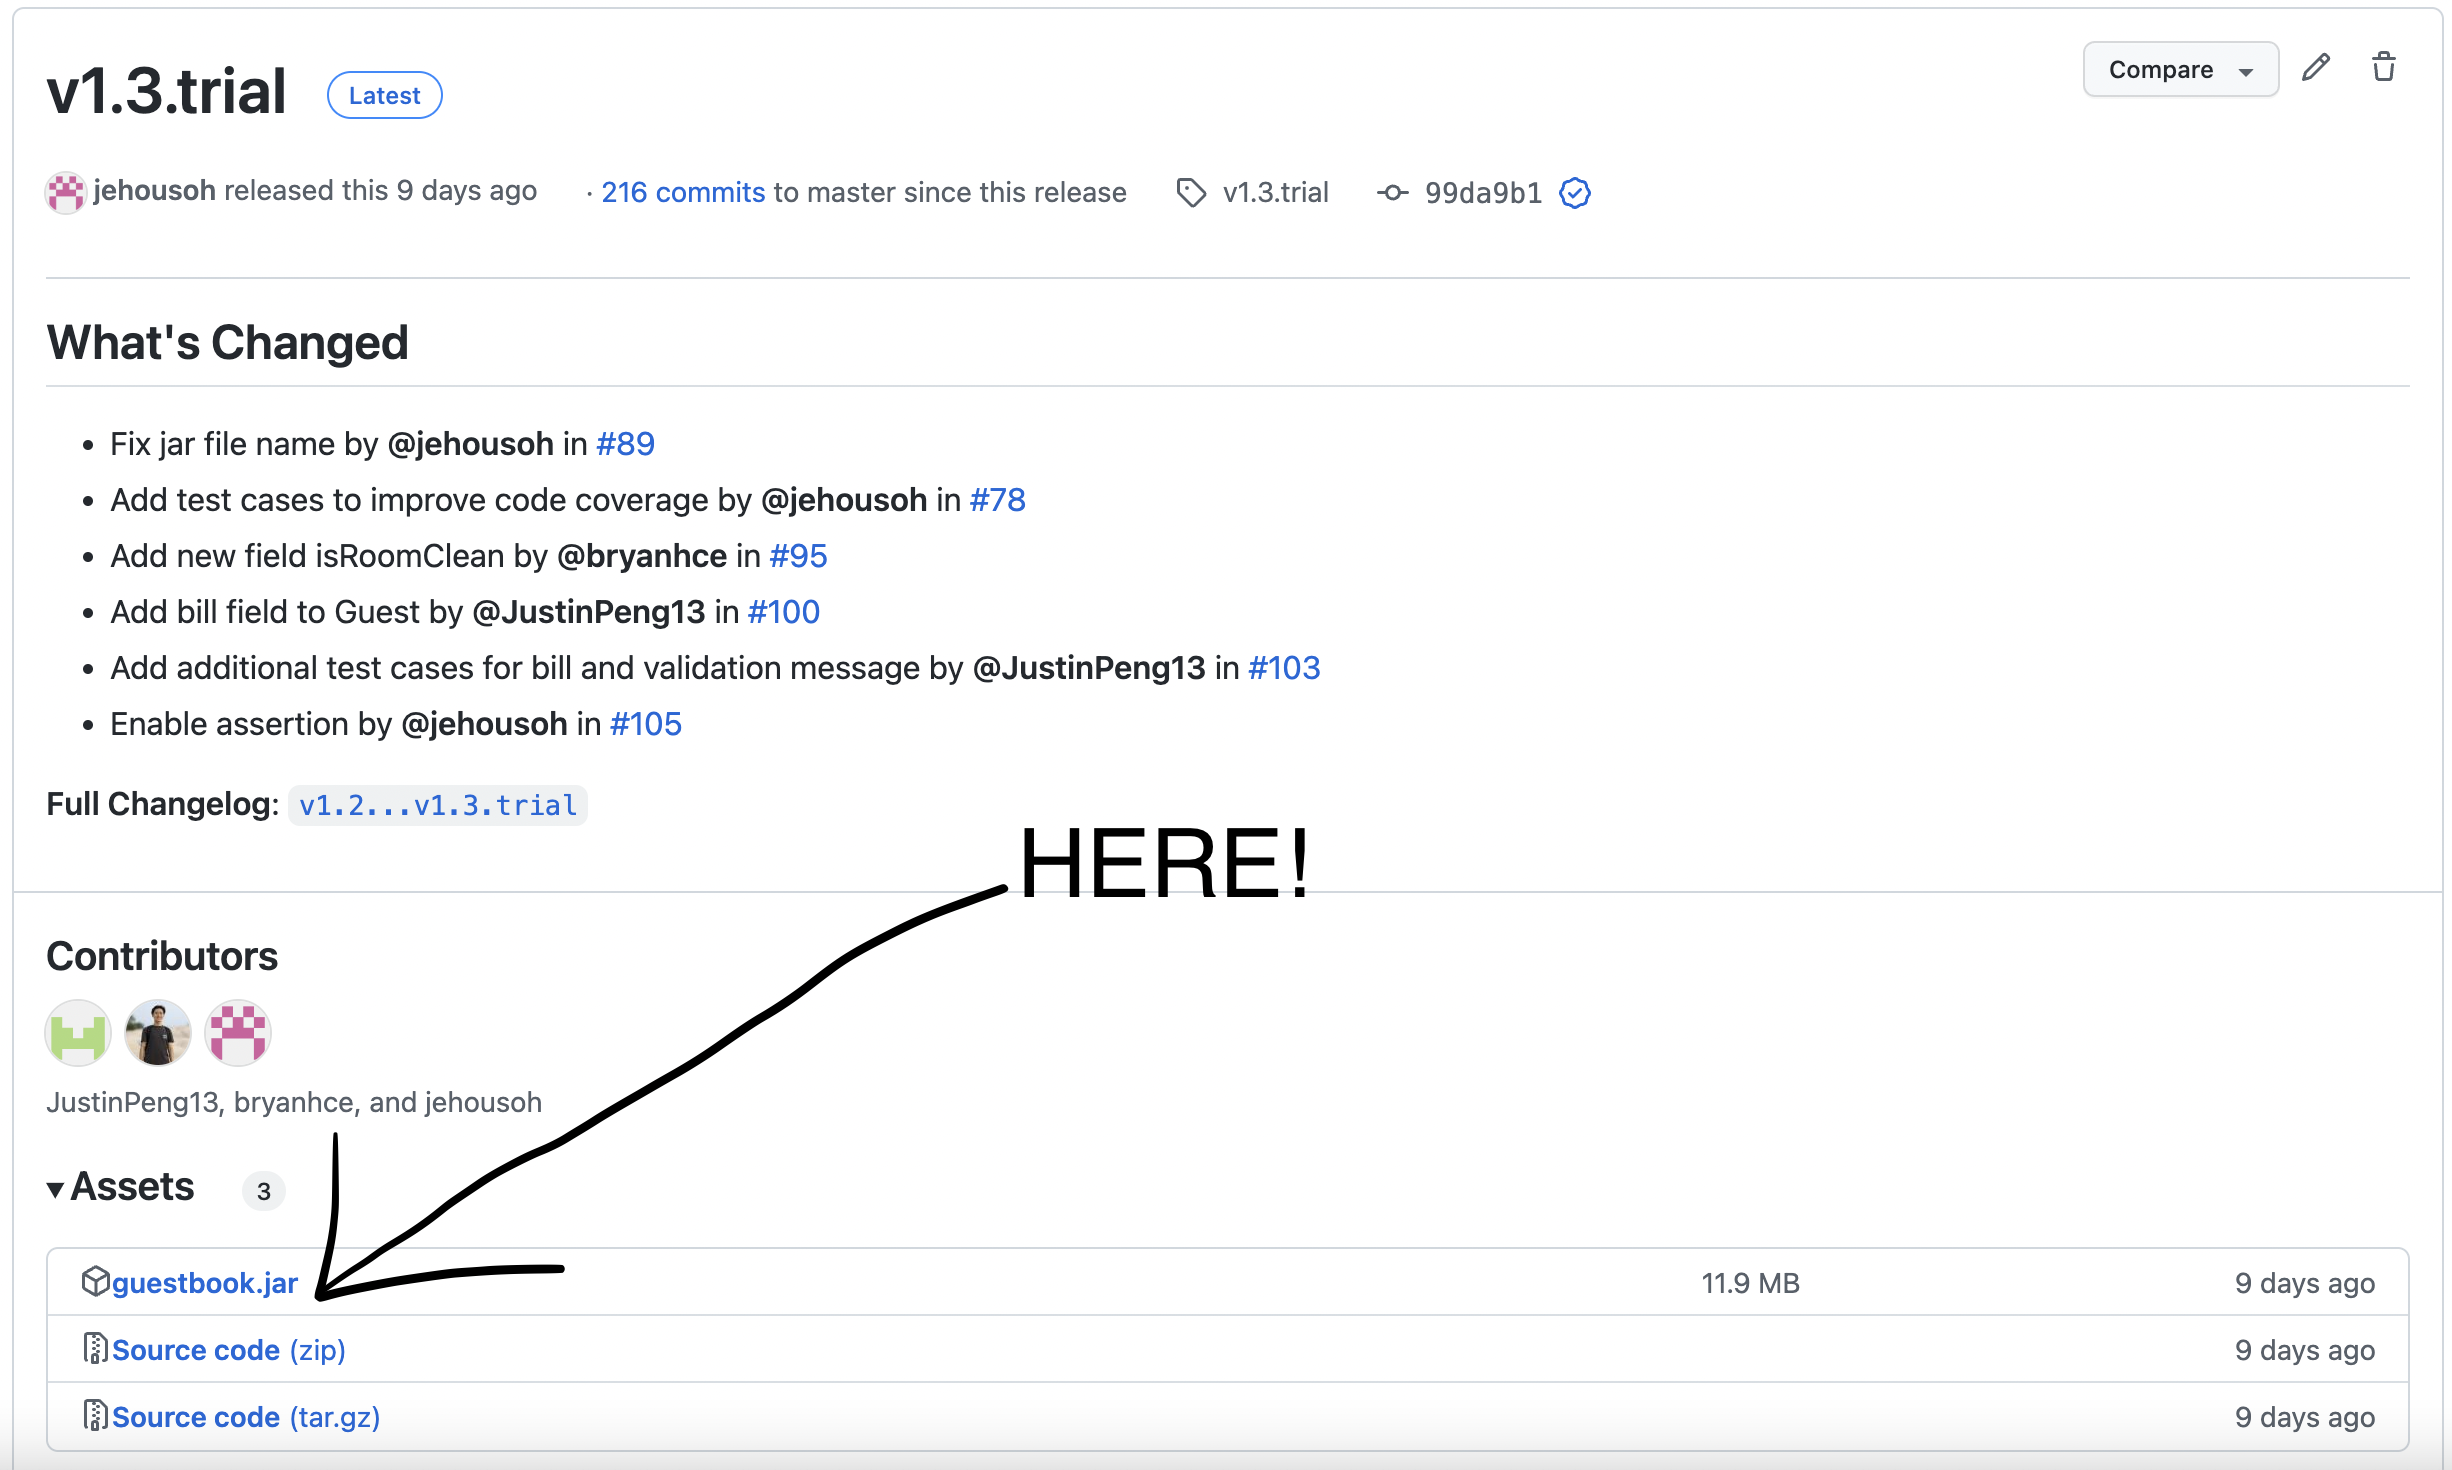 v1.3.trial Latest Compare
jehousoh released this 9 days ago · 216 commits to master since this release v1.3.trial 99da9b1
What's Changed
• Fix jar file name by @jehousoh in #89
• Add test cases to improve code coverage by @jehousoh in #78
• Add new field isRoomClean by @bryanhce in #95
• Add bill field to Guest by @JustinPeng13 in #100
• Add additional test cases for bill and validation message by @JustinPeng13 in #103
• Enable assertion by @jehousoh in #105
Full Changelog: v1.2...v1.3.trial
HERE!
Contributors
JustinPeng13, bryanhce, and jehousoh
Assets 3
guestbook.jar 11.9 MB 9 days ago
Source code (zip) 9 days ago
Source code (tar.gz) 9 days ago